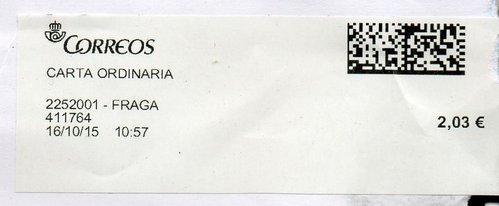 CORREOS
CARTA ORDINARIA
2252001 - FRAGA
411764
16/10/15 10:57
2,03 €